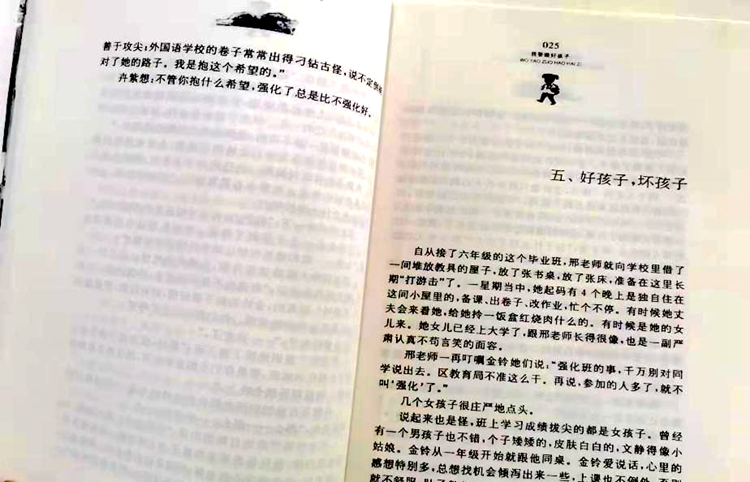 善于攻尖：外国语学校的卷子常常出得刁钻古怪，说不定倒
对了她的路子。我是抱这个希望的。”
卉紫想：不管你抱什么希望，强化了总是比不强化好。
025
我要做好孩子
WO YAO ZUO HAO HAI ZI
五、好孩子，坏孩子
自从接了六年级的这个毕业班，邢老师就向学校里借了
一间堆放教具的屋子，放了张书桌，放了张床，准备在这里长
期“打游击”了。一星期当中，她起码有4个晚上是独自住在
这间小屋里的，备课、出卷子、改作业，忙个不停。有时候她丈
夫会来看她，给她拎一饭盒红烧肉什么的。有时候是她的女
儿来。她女儿已经上大学了，跟邢老师长得很像，也是一副严
肃认真不苟言笑的面容。
邢老师一再叮嘱金铃她们说，“强化班的事，千万别对同
学说出去。区教育局不准这么干。再说，参加的人多了，就不
叫‘强化’了。”
几个女孩子很庄严地点头。
说起来也是怪，班上学习成绩拔尖的都是女孩子。曾经
有一个男孩子也不错，个子矮矮的，皮肤白白的，文静得像小
姑娘。金铃从一年级开始就跟他同桌。金铃爱说话，心里的
感想特别多，总想找机会倾泻出来一些，上课也不例外，否则
就不舒服